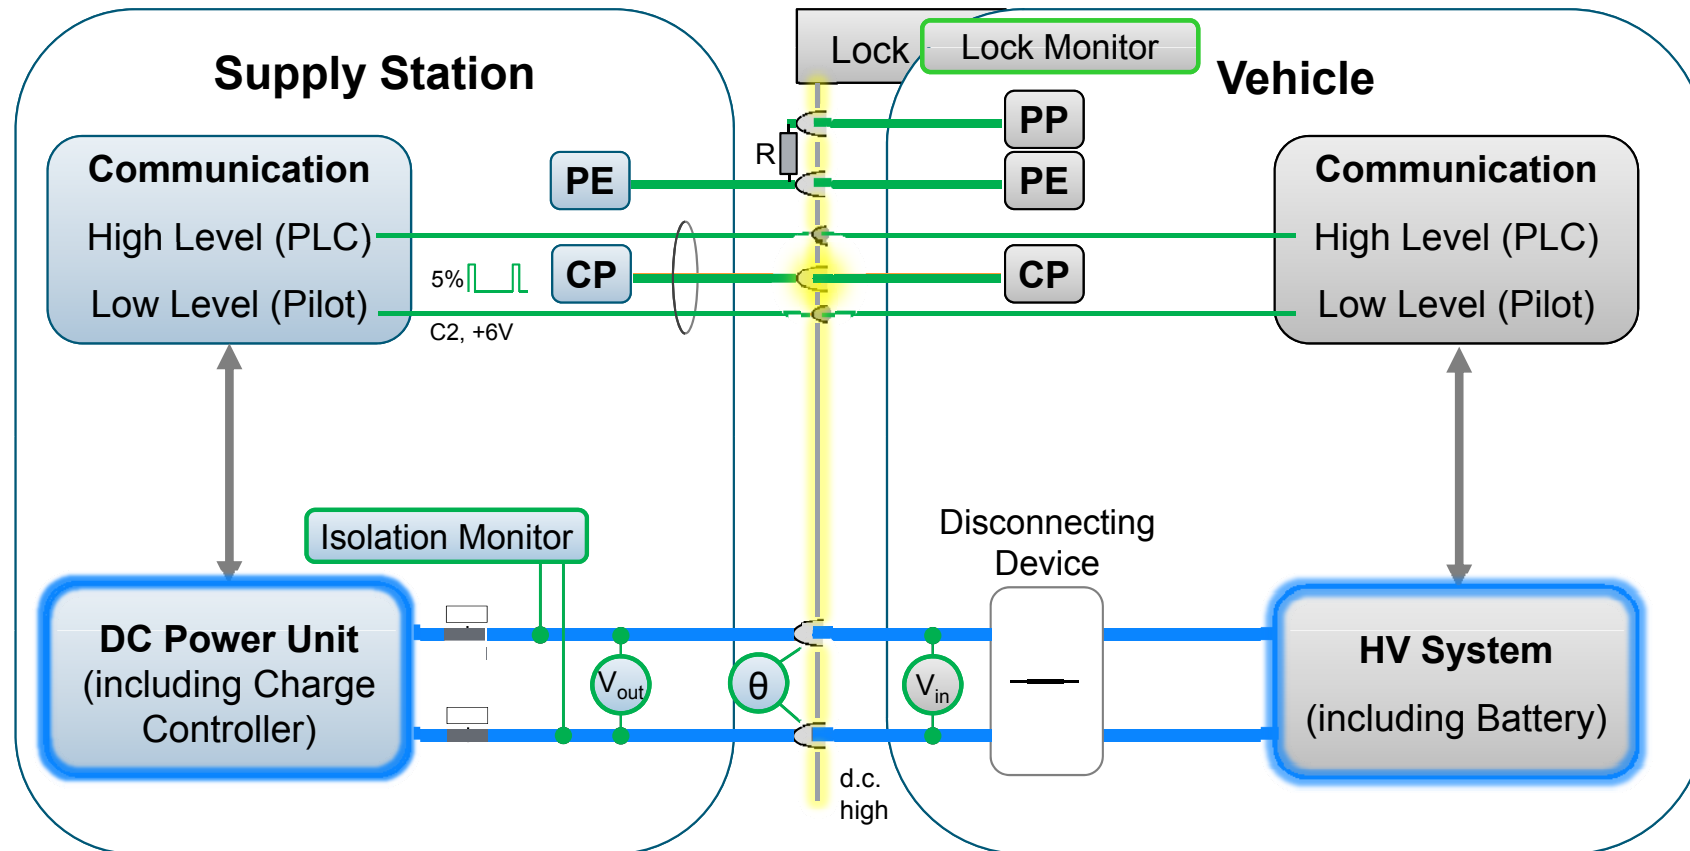 Supply Station
Lock
Lock Monitor
Vehicle
Communication
High Level (PLC)
Low Level (Pilot)
5%
C2, +6V
PE
CP
R
PP
PE
CP
Communication
High Level (PLC)
Low Level (Pilot)
Isolation Monitor
DC Power Unit
(including Charge
Controller)
Vout
θ
Vin
d.c.
high
Disconnecting
Device
HV System
(including Battery)